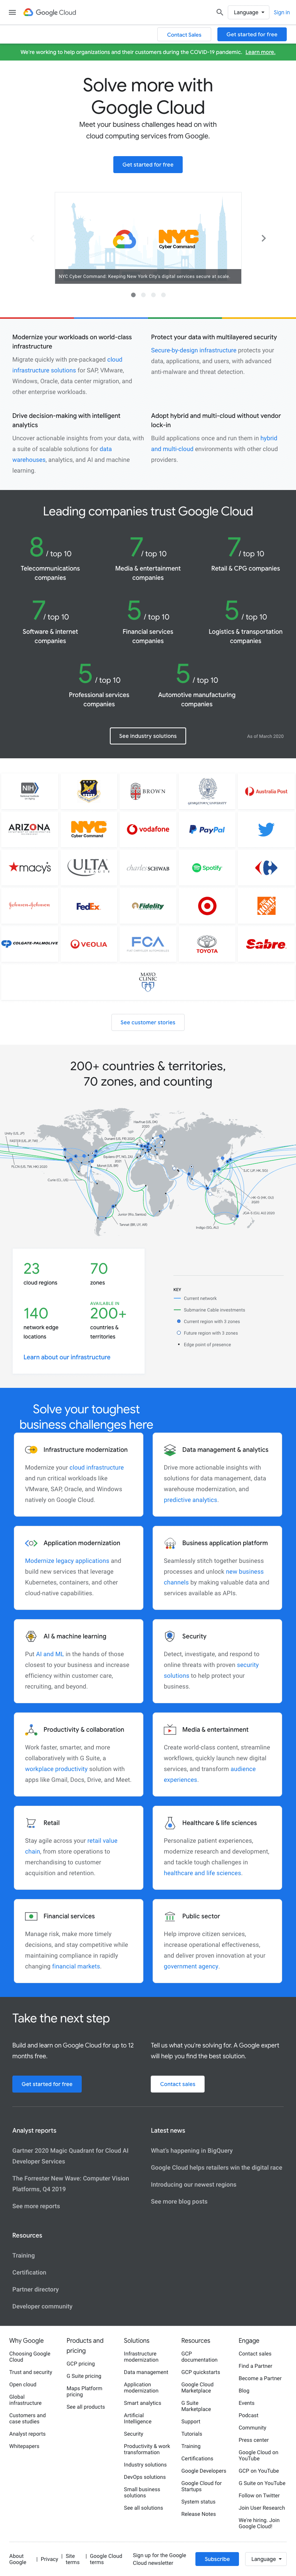 Google Cloud
Language
Sign in
Contact Sales
Get started for free
We're working to help organizations and their customers during the COVID-19 pandemic. Learn more.
Solve more with
Google Cloud
Meet your business challenges head on with
cloud computing services from Google.
Get started for free
NYC
Cyber Command
NYC Cyber Command: Keeping New York City's digital services secure at scale
Modernize your workloads on world-class
infrastructure
Migrate quickly with pre-packaged cloud
infrastructure solutions for SAP, VMware,
Windows, Oracle, data center migration, and
other enterprise workloads.
Protect your data with multilayered security
Secure-by-design infrastructure protects your
data, applications, and users, with advanced
anti-malware and threat detection.
Drive decision-making with intelligent
analytics
Uncover actionable insights from your data, with
a suite of scalable solutions for data
warehouses, analytics, and AI and machine
learning.
Adopt hybrid and multi-cloud without vendor
lock-in
Build applications once and run them in hybrid
and multi-cloud environments with other cloud
providers.
Leading companies trust Google Cloud
8 / top 10
Telecommunications
companies
7 / top 10
Media & entertainment
companies
7 / top 10
Retail & CPG companies
7 / top 10
Software & internet
companies
5 / top 10
Financial services
companies
5 / top 10
Logistics & transportation
companies
5 / top 10
Professional services
companies
5 / top 10
Automotive manufacturing
companies
See industry solutions
As of March 2020
NIH
BROWN
Australia Post
ARIZONA
NYC
Cyber Command
vodafone
PayPal
macy's
ULTA
BEAUTY
charles SCHWAB
Spotify
Johnson & Johnson
FedEx
Fidelity
COLGATE-PALMOLIVE
VEOLIA
FCA
TOYOTA
Sabre
MAYO
CLINIC
See customer stories
200+ countries & territories,
70 zones, and counting
23
cloud regions
70
zones
140
network edge
locations
AVAILABLE IN
200+
countries &
territories
Learn about our infrastructure
KEY
Current network
Submarine Cable investments
Current region with 3 zones
Future region with 3 zones
Edge point of presence
Solve your toughest
business challenges here
Infrastructure modernization
Modernize your cloud infrastructure
and run critical workloads like
VMware, SAP, Oracle, and Windows
natively on Google Cloud.
Data management & analytics
Drive more actionable insights with
solutions for data management, data
warehouse modernization, and
predictive analytics.
Application modernization
Modernize legacy applications and
build new services that leverage
Kubernetes, containers, and other
cloud-native capabilities.
Business application platform
Seamlessly stitch together business
processes and unlock new business
channels by making valuable data and
services available as APIs.
AI & machine learning
Put AI and ML in the hands of those
closest to your business and increase
efficiency within customer care,
recruiting, and beyond.
Security
Detect, investigate, and respond to
online threats with proven security
solutions to help protect your
business.
Productivity & collaboration
Work faster, smarter, and more
collaboratively with G Suite, a
workplace productivity solution with
apps like Gmail, Docs, Drive, and Meet.
Media & entertainment
Create world-class content, streamline
workflows, quickly launch new digital
services, and transform audience
experiences.
Retail
Stay agile across your retail value
chain, from store operations to
merchandising to customer
acquisition and retention.
Healthcare & life sciences
Personalize patient experiences,
modernize research and development,
and tackle tough challenges in
healthcare and life sciences.
Financial services
Manage risk, make more timely
decisions, and stay competitive while
maintaining compliance in rapidly
changing financial markets.
Public sector
Help improve citizen services,
increase operational effectiveness,
and deliver proven innovation at your
government agency.
Take the next step
Build and learn on Google Cloud for up to 12
months free.
Get started for free
Tell us what you're solving for. A Google expert
will help you find the best solution.
Contact sales
Analyst reports
Gartner 2020 Magic Quadrant for Cloud AI
Developer Services
The Forrester New Wave: Computer Vision
Platforms, Q4 2019
See more reports
Latest news
What's happening in BigQuery
Google Cloud helps retailers win the digital race
Introducing our newest regions
See more blog posts
Resources
Training
Certification
Partner directory
Developer community
Why Google
Choosing Google
Cloud
Trust and security
Open cloud
Global
infrastructure
Customers and
case studies
Analyst reports
Whitepapers
Products and
pricing
GCP pricing
G Suite pricing
Maps Platform
pricing
See all products
Solutions
Infrastructure
modernization
Data management
Application
modernization
Smart analytics
Artificial
Intelligence
Security
Productivity & work
transformation
Industry solutions
DevOps solutions
Small business
solutions
See all solutions
Resources
GCP
documentation
GCP quickstarts
Google Cloud
Marketplace
G Suite
Marketplace
Support
Tutorials
Training
Certifications
Google Developers
Google Cloud for
Startups
System status
Release Notes
Engage
Contact sales
Find a Partner
Become a Partner
Blog
Events
Podcast
Community
Press center
Google Cloud on
YouTube
GCP on YouTube
G Suite on YouTube
Follow on Twitter
Join User Research
We're hiring. Join
Google Cloud!
About
Google
Privacy
Site
terms
Google Cloud
terms
Sign up for the Google
Cloud newsletter
Subscribe
Language